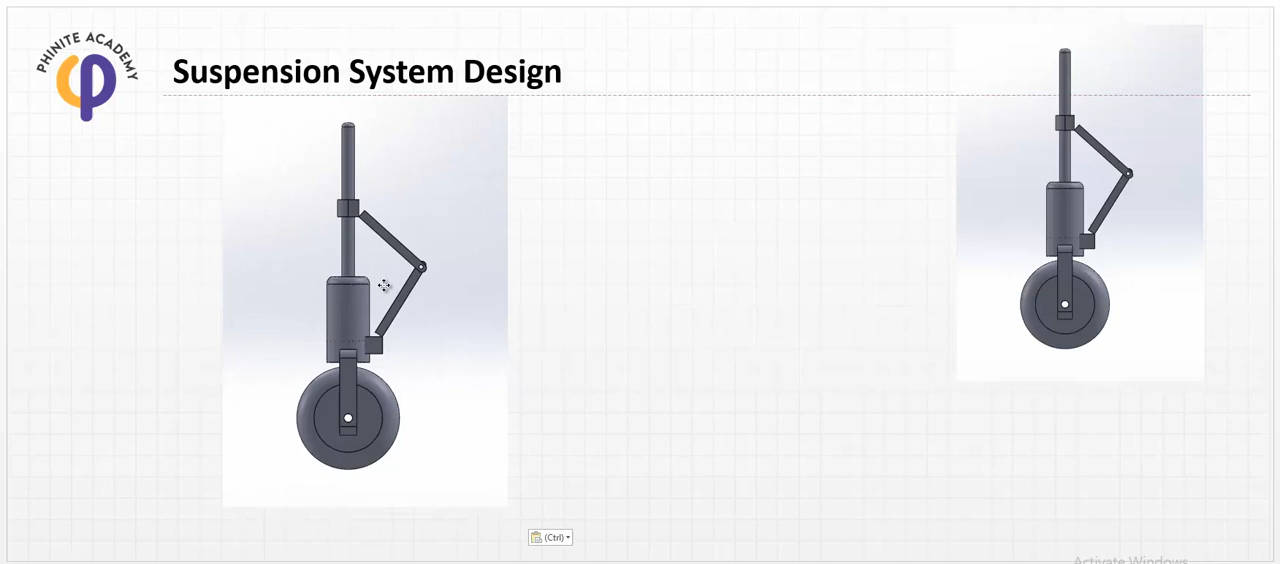 PHINITE ACADEMY
Suspension System Design
(Ctrl)
Activate Windows